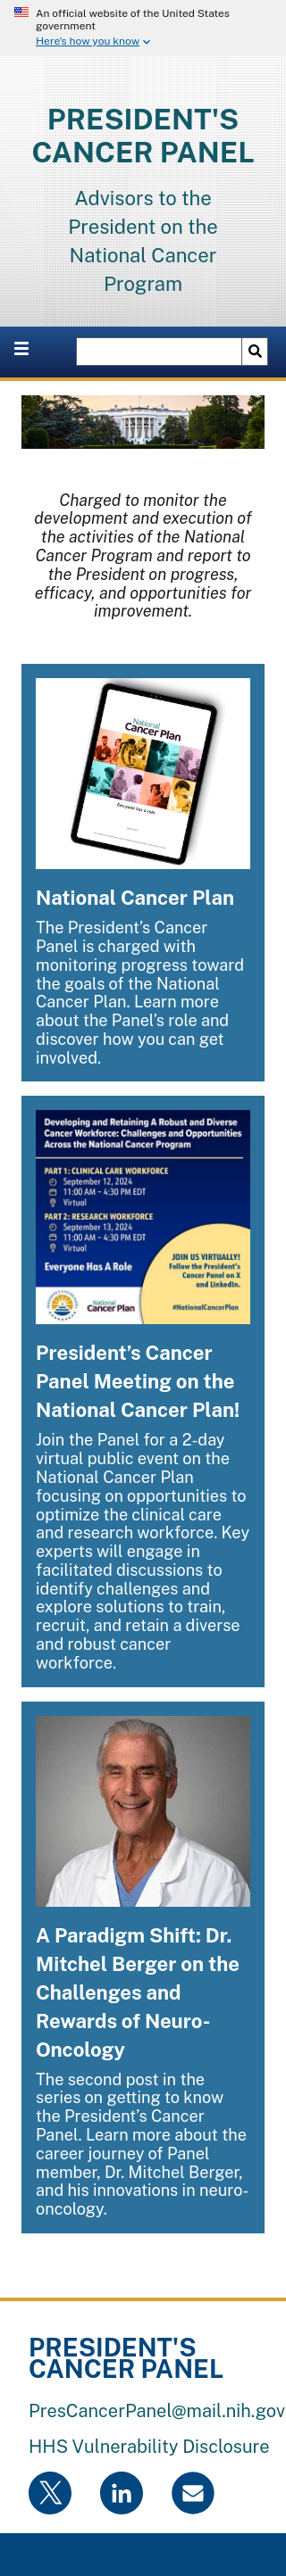 An official website of the United States
government
Here's how you know
PRESIDENT'S
CANCER PANEL
Advisors to the
President on the
National Cancer
Program
Charged to monitor the
development and execution of
the activities of the National
Cancer Program and report to
the President on progress,
efficacy, and opportunities for
improvement.
National
Cancer Plan
Everyone has a role
National Cancer Plan
The President’s Cancer
Panel is charged with
monitoring progress toward
the goals of the National
Cancer Plan. Learn more
about the Panel’s role and
discover how you can get
involved.
Developing and Retaining A Robust and Diverse
Cancer Workforce: Challenges and Opportunities
Across the National Cancer Program
PART 1: CLINICAL CARE WORKFORCE
September 12, 2024
11:00 AM – 4:30 PM EDT
Virtual
PART 2: RESEARCH WORKFORCE
September 13, 2024
11:00 AM – 4:30 PM EDT
Virtual
Everyone Has A Role
JOIN US VIRTUALLY!
Follow the President’s
Cancer Panel on X
and LinkedIn.
National
Cancer Plan
#NationalCancerPlan
President’s Cancer
Panel Meeting on the
National Cancer Plan!
Join the Panel for a 2-day
virtual public event on the
National Cancer Plan
focusing on opportunities to
optimize the clinical care
and research workforce. Key
experts will engage in
facilitated discussions to
identify challenges and
explore solutions to train,
recruit, and retain a diverse
and robust cancer
workforce.
A Paradigm Shift: Dr.
Mitchel Berger on the
Challenges and
Rewards of Neuro-
Oncology
The second post in the
series on getting to know
the President’s Cancer
Panel. Learn more about the
career journey of Panel
member, Dr. Mitchel Berger,
and his innovations in neuro-
oncology.
PRESIDENT'S
CANCER PANEL
PresCancerPanel@mail.nih.gov
HHS Vulnerability Disclosure